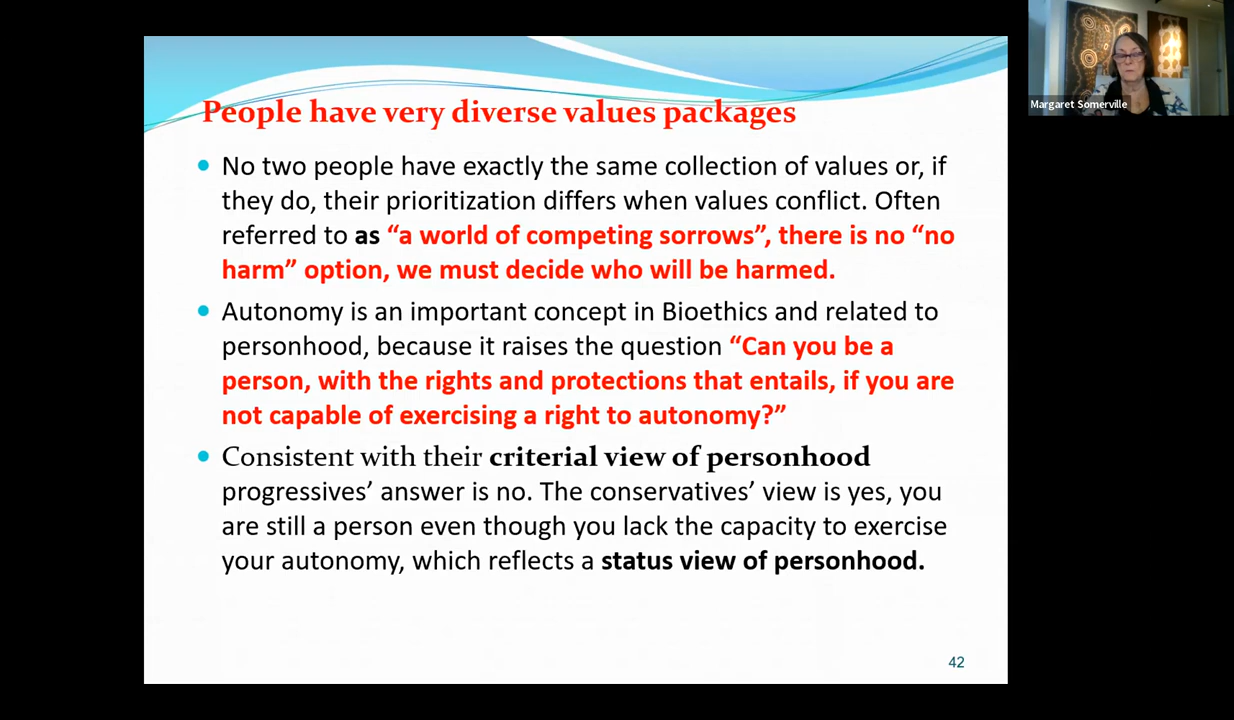 People have very diverse values packages
Margaret Somerville
• No two people have exactly the same collection of values or, if
they do, their prioritization differs when values conflict. Often
referred to as “a world of competing sorrows”, there is no “no
harm” option, we must decide who will be harmed.
• Autonomy is an important concept in Bioethics and related to
personhood, because it raises the question “Can you be a
person, with the rights and protections that entails, if you are
not capable of exercising a right to autonomy?”
• Consistent with their criterial view of personhood
progressives’ answer is no. The conservatives’ view is yes, you
are still a person even though you lack the capacity to exercise
your autonomy, which reflects a status view of personhood.
42